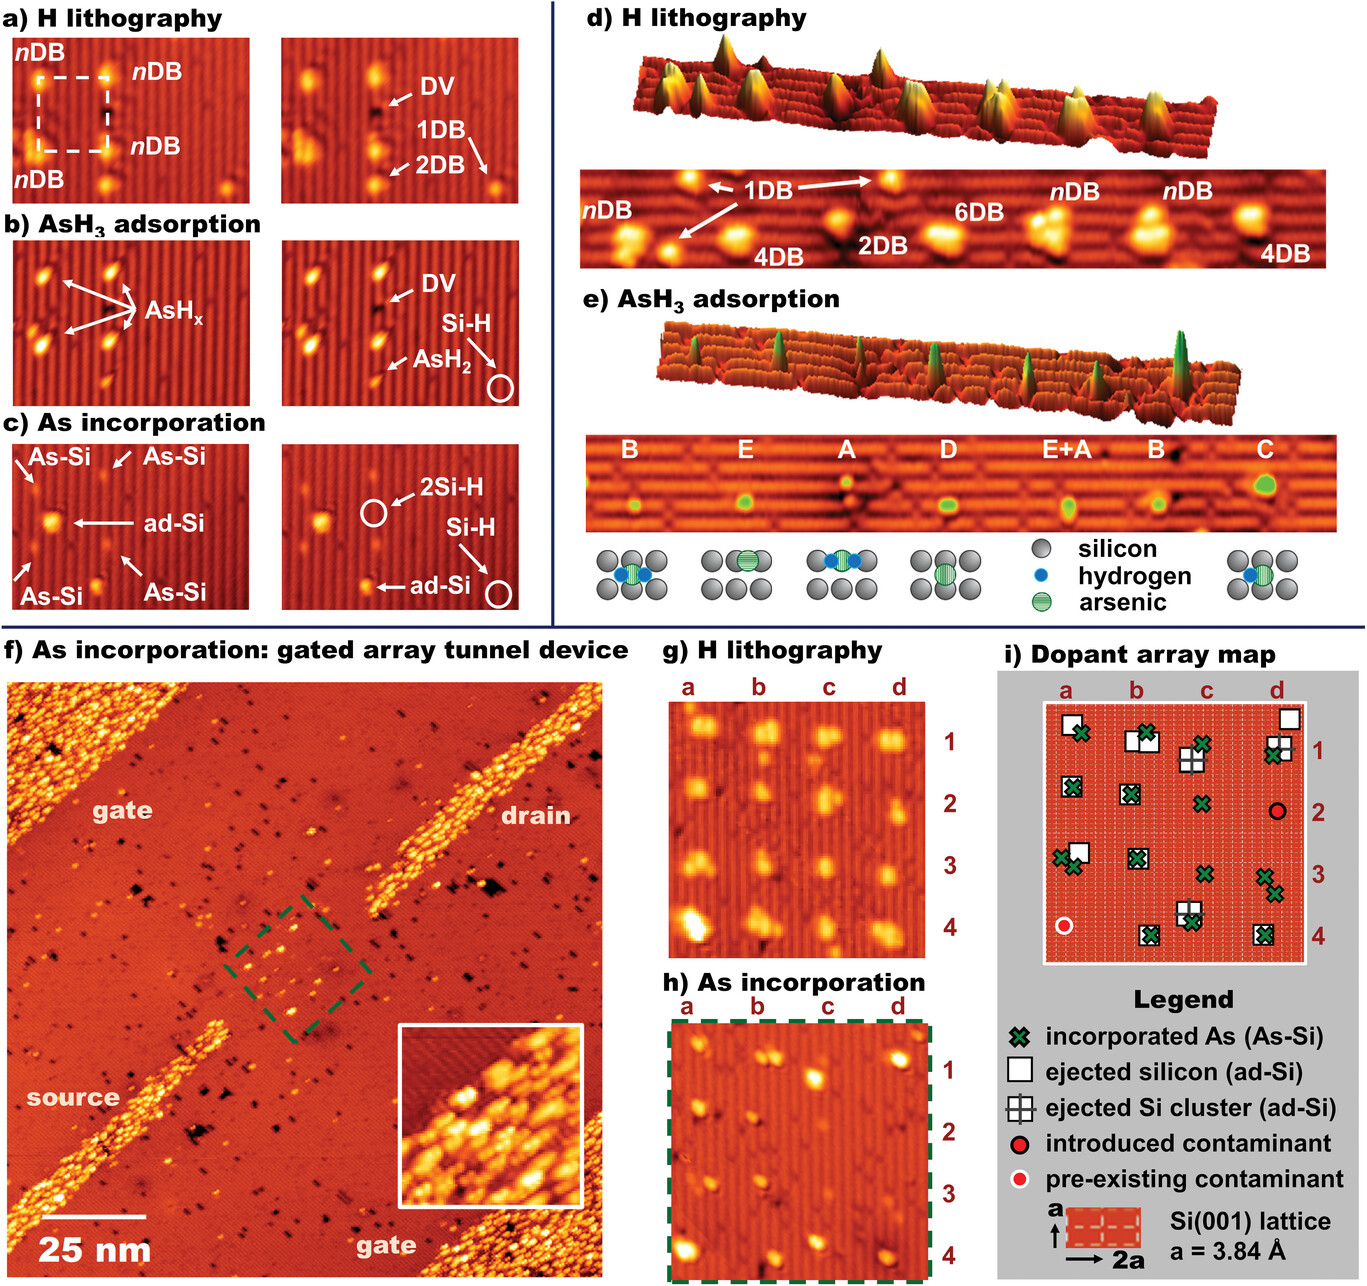 a) H lithography
nDB
nDB
nDB
nDB
DV
1DB
2DB
b) AsH3 adsorption
AsHx
DV
Si-H
AsH2
c) As incorporation
As-Si
As-Si
ad-Si
As-Si
As-Si
2Si-H
Si-H
ad-Si
d) H lithography
nDB
1DB
4DB
2DB
6DB
nDB
nDB
4DB
e) AsH3 adsorption
B E A D E+A B C
silicon
hydrogen
arsenic
f) As incorporation: gated array tunnel device
gate
drain
source
gate
25 nm
g) H lithography
a b c d
1
2
3
4
h) As incorporation
a b c d
1
2
3
4
i) Dopant array map
a b c d
1
2
3
4
Legend
incorporated As (As-Si)
ejected silicon (ad-Si)
ejected Si cluster (ad-Si)
introduced contaminant
pre-existing contaminant
a
2a
Si(001) lattice
a = 3.84 Å